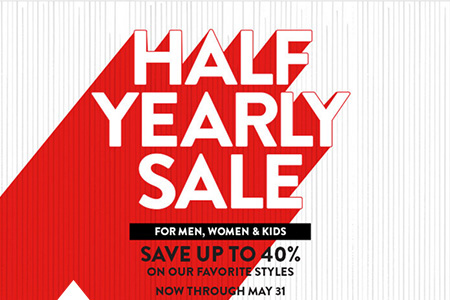 HALF
YEARLY
SALE
FOR MEN, WOMEN & KIDS
SAVE UP TO 40%
ON OUR FAVORITE STYLES
NOW THROUGH MAY 31